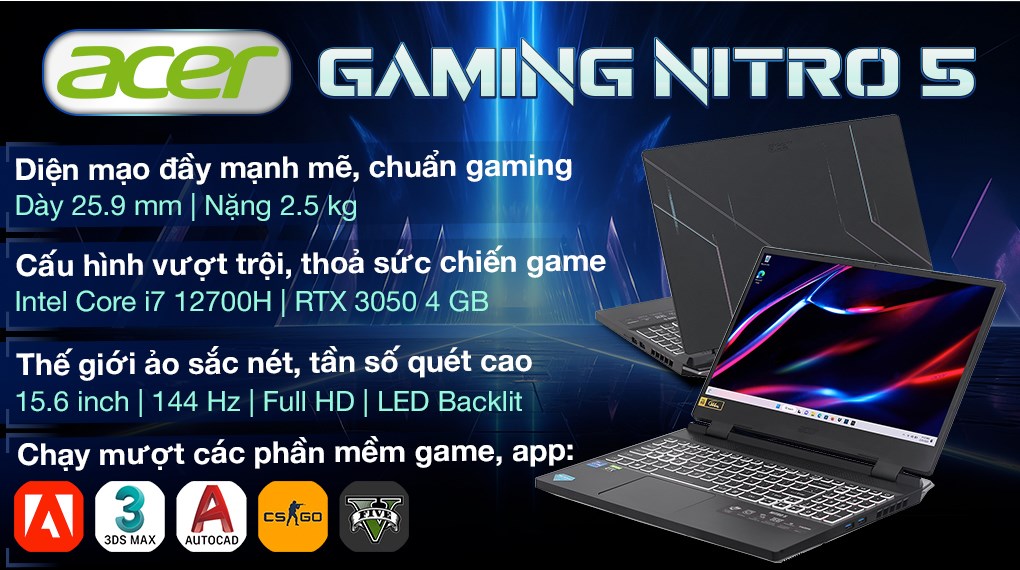 acer GAMING NITRO 5
Diện mạo đầy mạnh mẽ, chuẩn gaming
Dày 25.9 mm | Nặng 2.5 kg
Cấu hình vượt trội, thoả sức chiến game
Intel Core i7 12700H | RTX 3050 4 GB
Thế giới ảo sắc nét, tần số quét cao
15.6 inch | 144 Hz | Full HD | LED Backlit
Chạy mượt các phần mềm game, app:
3
3DS MAX
A
AUTOCAD
CS GO
V
FIVE